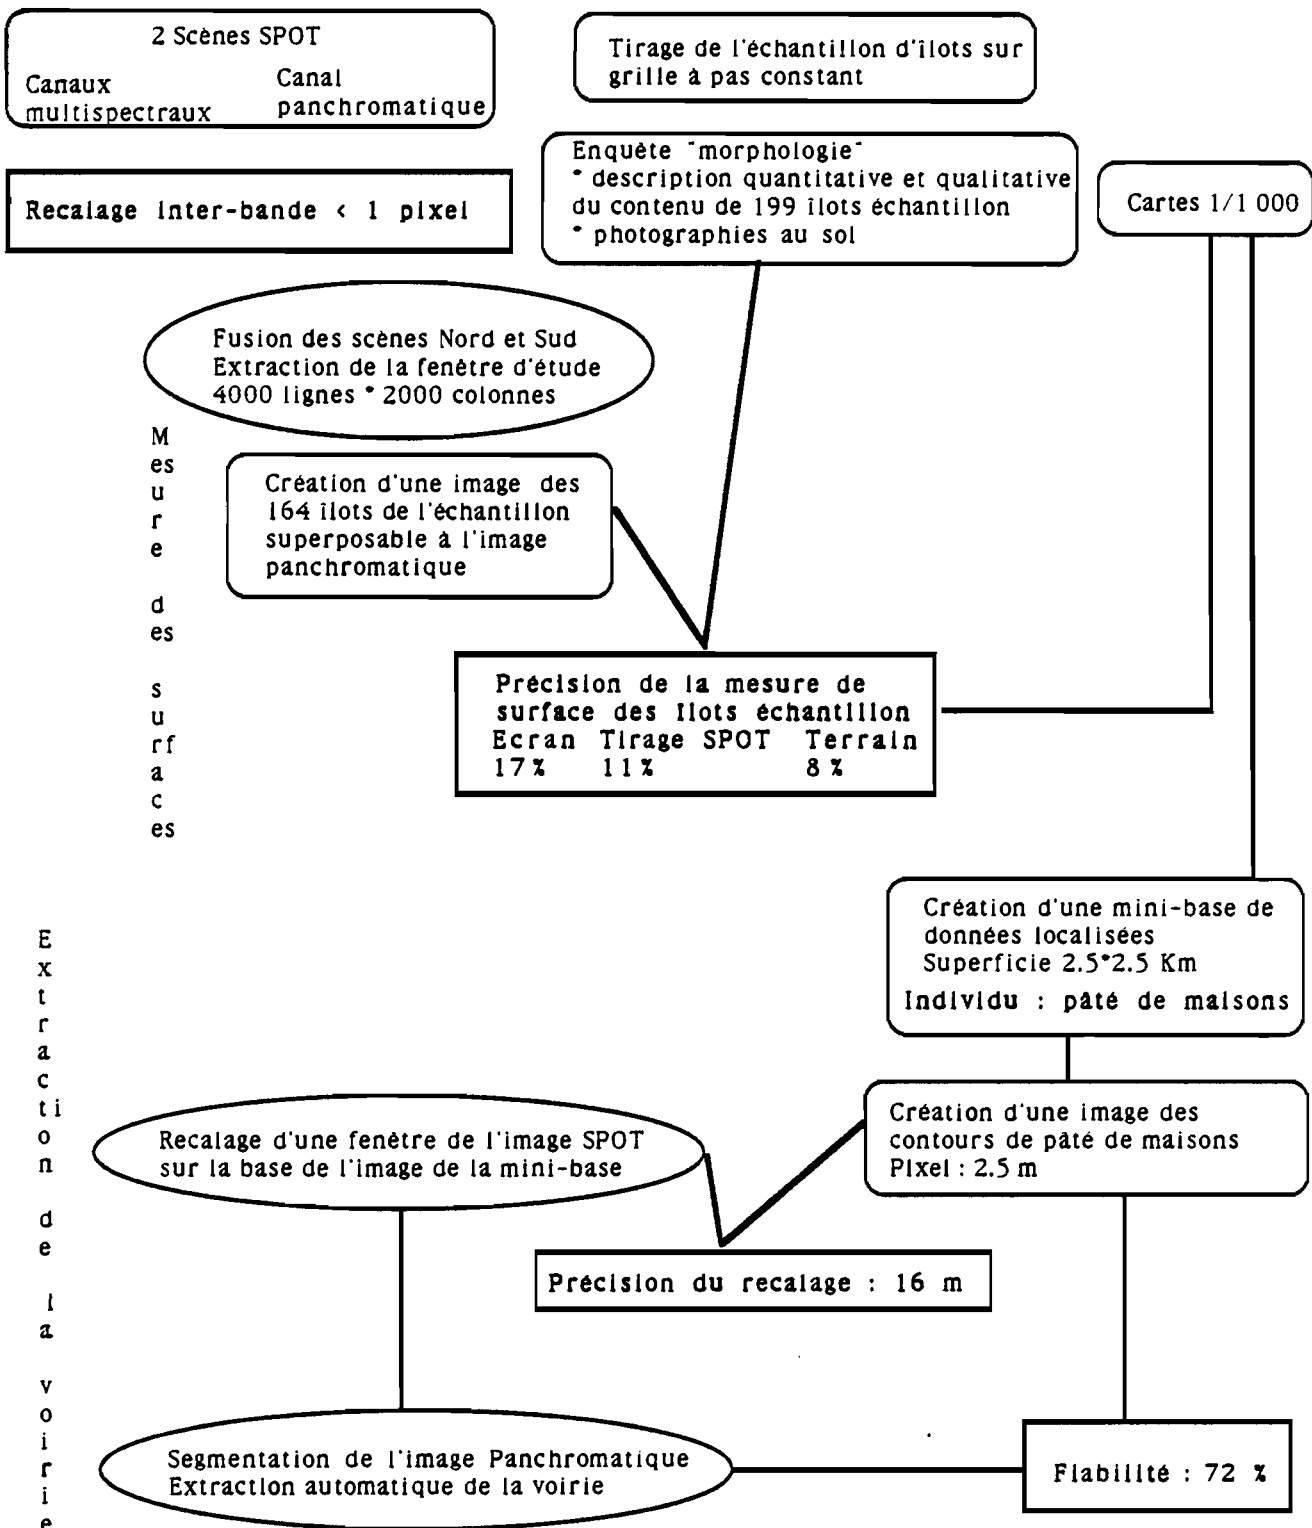 2 Scènes SPOT
Canaux
multispectraux
Canal
panchromatique
Tirage de l'échantillon d'îlots sur
grille à pas constant
Recalage inter-bande < 1 pixel
Enquête "morphologie"
* description quantitative et qualitative
du contenu de 199 îlots échantillon
* photographies au sol
Cartes 1/1 000
Fusion des scènes Nord et Sud
Extraction de la fenêtre d'étude
4000 lignes * 2000 colonnes
Mesure des surfaces
Création d'une image des
164 îlots de l'échantillon
superposable à l'image
panchromatique
Précision de la mesure de
surface des îlots échantillon
Ecran Tirage SPOT Terrain
17% 11% 8%
Création d'une mini-base de
données localisées
Superficie 2.5*2.5 Km
Individu : pâté de maisons
Extraction de la voirie
Recalage d'une fenêtre de l'image SPOT
sur la base de l'image de la mini-base
Création d'une image des
contours de pâté de maisons
Pixel : 2.5 m
Précision du recalage : 16 m
Segmentation de l'image Panchromatique
Extraction automatique de la voirie
Fiabilité : 72 %